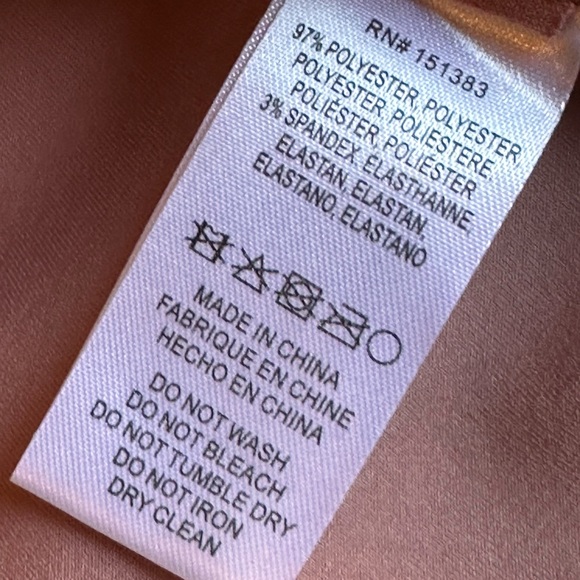 RN# 151383
97% POLYESTER, POLYESTER,
POLYESTER, POLIESTERE,
POLIÉSTER, POLIÉSTER
3% SPANDEX, ÉLASTHANNE,
ELASTAN, ELASTAN,
ELASTANO, ELASTANO
MADE IN CHINA
FABRIQUE EN CHINE
HECHO EN CHINA
DO NOT WASH
DO NOT BLEACH
DO NOT TUMBLE DRY
DO NOT IRON
DRY CLEAN